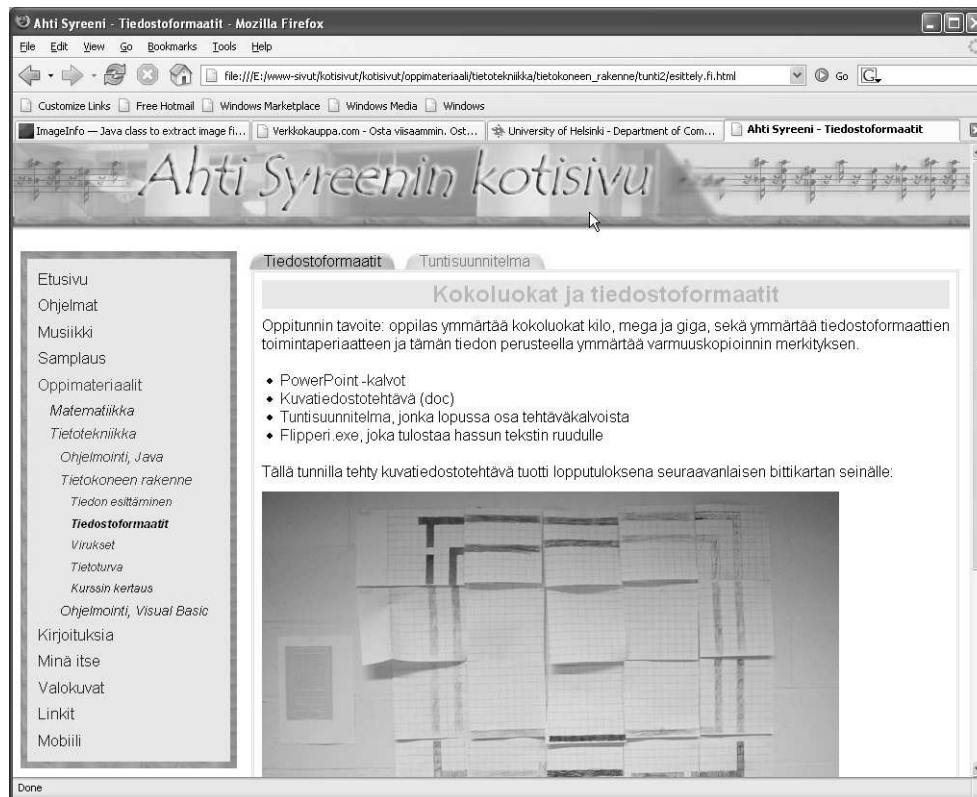 Ahti Syreeni - Tiedostoformaatit - Mozilla Firefox
File Edit View Go Bookmarks Tools Help
file:///E:/www-sivut/kotisivut/kotisivut/oppimateriaali/tietotekniikka/tietokoneen_rakenne/tunti2/esittely.fi.html Go G
Customize Links Free Hotmail Windows Marketplace Windows Media Windows
ImageInfo — Java class to extract image fi... Verkkokauppa.com - Osta viisaammin. Ost... University of Helsinki - Department of Com... Ahti Syreeni - Tiedostoformaatit
Ahti Syreenin kotisivu
Etusivu
Ohjelmat
Musiikki
Samplaus
Oppimateriaalit
Matematiikka
Tietotekniikka
Ohjelmointi, Java
Tietokoneen rakenne
Tiedon esittäminen
Tiedostoformaatit
Virukset
Tietoturva
Kurssin kertaus
Ohjelmointi, Visual Basic
Kirjoituksia
Minä itse
Valokuvat
Linkit
Mobiili
Tiedostoformaatit Tuntisuunnitelma
Kokoluokat ja tiedostoformaatit
Oppitunnin tavoite: oppilas ymmärtää kokoluokat kilo, mega ja giga, sekä ymmärtää tiedostoformaattien
toimintaperiaatteen ja tämän tiedon perusteella ymmärtää varmuuskopioinnin merkityksen.
PowerPoint -kalvot
Kuvatiedostotehtävä (doc)
Tuntisuunnitelma, jonka lopussa osa tehtäväkalvoista
Flipperi.exe, joka tulostaa hassun tekstin ruudulle
Tällä tunnilla tehty kuvatiedostotehtävä tuotti lopputuloksena seuraavanlaisen bittikartan seinälle:
Done